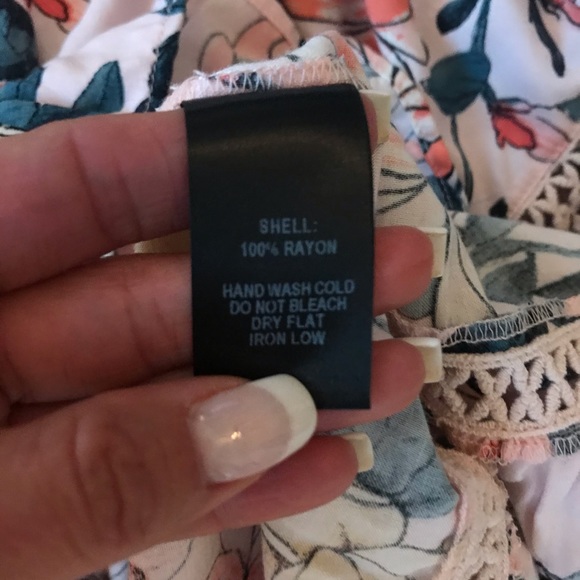 SHELL:
100% RAYON
HAND WASH COLD
DO NOT BLEACH
DRY FLAT
IRON LOW